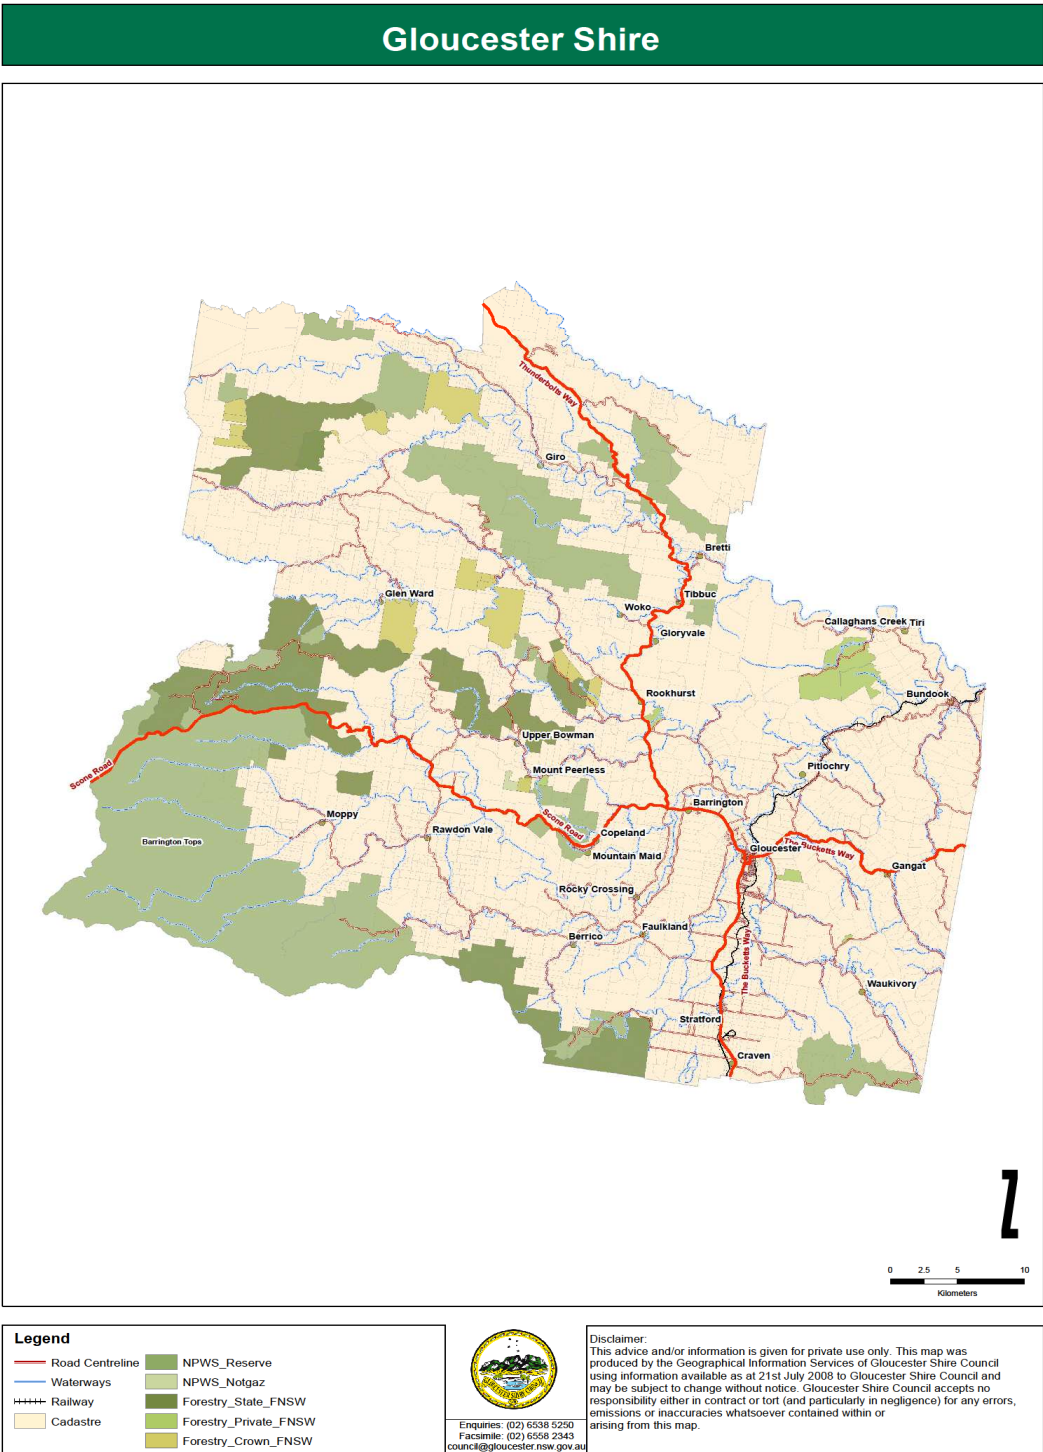 Gloucester Shire
Thunderbolts Way
Giro
Bretti
Glen Ward
Tibbuc
Woko
Callaghans Creek
Tiri
Gloryvale
Rookhurst
Bundook
Upper Bowman
Pitlochry
Scone Road
Mount Peerless
Barrington
Moppy
Scone Road
Rawdon Vale
Copeland
Barrington Tops
Gloucester
The Bucketts Way
Mountain Maid
Gangat
Rocky Crossing
Faulkland
Berrico
The Bucketts Way
Waukivory
Stratford
Craven
0 2.5 5 10
Kilometers
Legend
Road Centreline
Waterways
Railway
Cadastre
NPWS_Reserve
NPWS_Notgaz
Forestry_State_FNSW
Forestry_Private_FNSW
Forestry_Crown_FNSW
Enquiries: (02) 6538 5250
Facsimile: (02) 6558 2343
council@gloucester.nsw.gov.au
Disclaimer:
This advice and/or information is given for private use only. This map was
produced by the Geographical Information Services of Gloucester Shire Council
using information available as at 21st July 2008 to Gloucester Shire Council and
may be subject to change without notice. Gloucester Shire Council accepts no
responsibility either in contract or tort (and particularly in negligence) for any errors,
emissions or inaccuracies whatsoever contained within or
arising from this map.